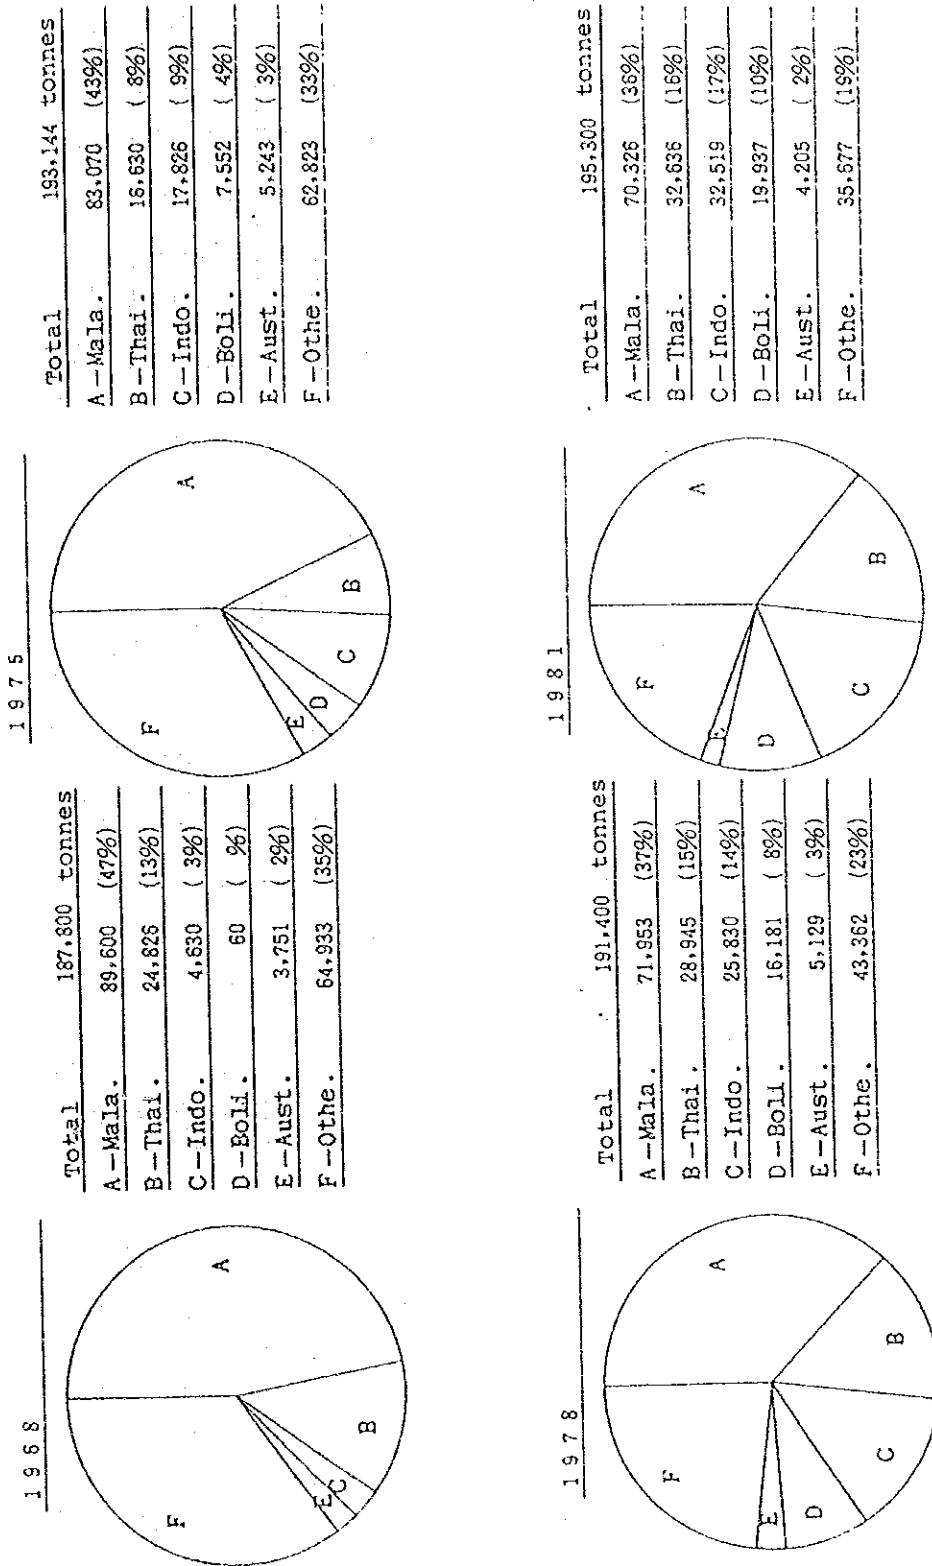 1968
Total 187,800 tonnes
A-Mala. 89,600 (47%)
B-Thai. 24,826 (13%)
C-Indo. 4,630 ( 3%)
D-Boli. 60 ( %)
E-Aust. 3,751 ( 2%)
F-Othe. 64,933 (35%)
A
B
C
E
F
1975
Total 193,144 tonnes
A-Mala. 83,070 (43%)
B-Thai. 16,630 ( 8%)
C-Indo. 17,826 ( 9%)
D-Boli. 7,552 ( 4%)
E-Aust. 5,243 ( 3%)
F-Othe. 62,823 (33%)
A
B
C
D
E
F
1978
Total 191,400 tonnes
A-Mala. 71,953 (37%)
B-Thai. 28,945 (15%)
C-Indo. 25,830 (14%)
D-Boli. 16,181 ( 8%)
E-Aust. 5,129 ( 3%)
F-Othe. 43,362 (23%)
A
B
C
D
E
F
1981
Total 195,300 tonnes
A-Mala. 70,326 (36%)
B-Thai. 32,636 (16%)
C-Indo. 32,519 (17%)
D-Boli. 19,937 (10%)
E-Aust. 4,205 ( 2%)
F-Othe. 35,677 (19%)
A
B
C
D
E
F